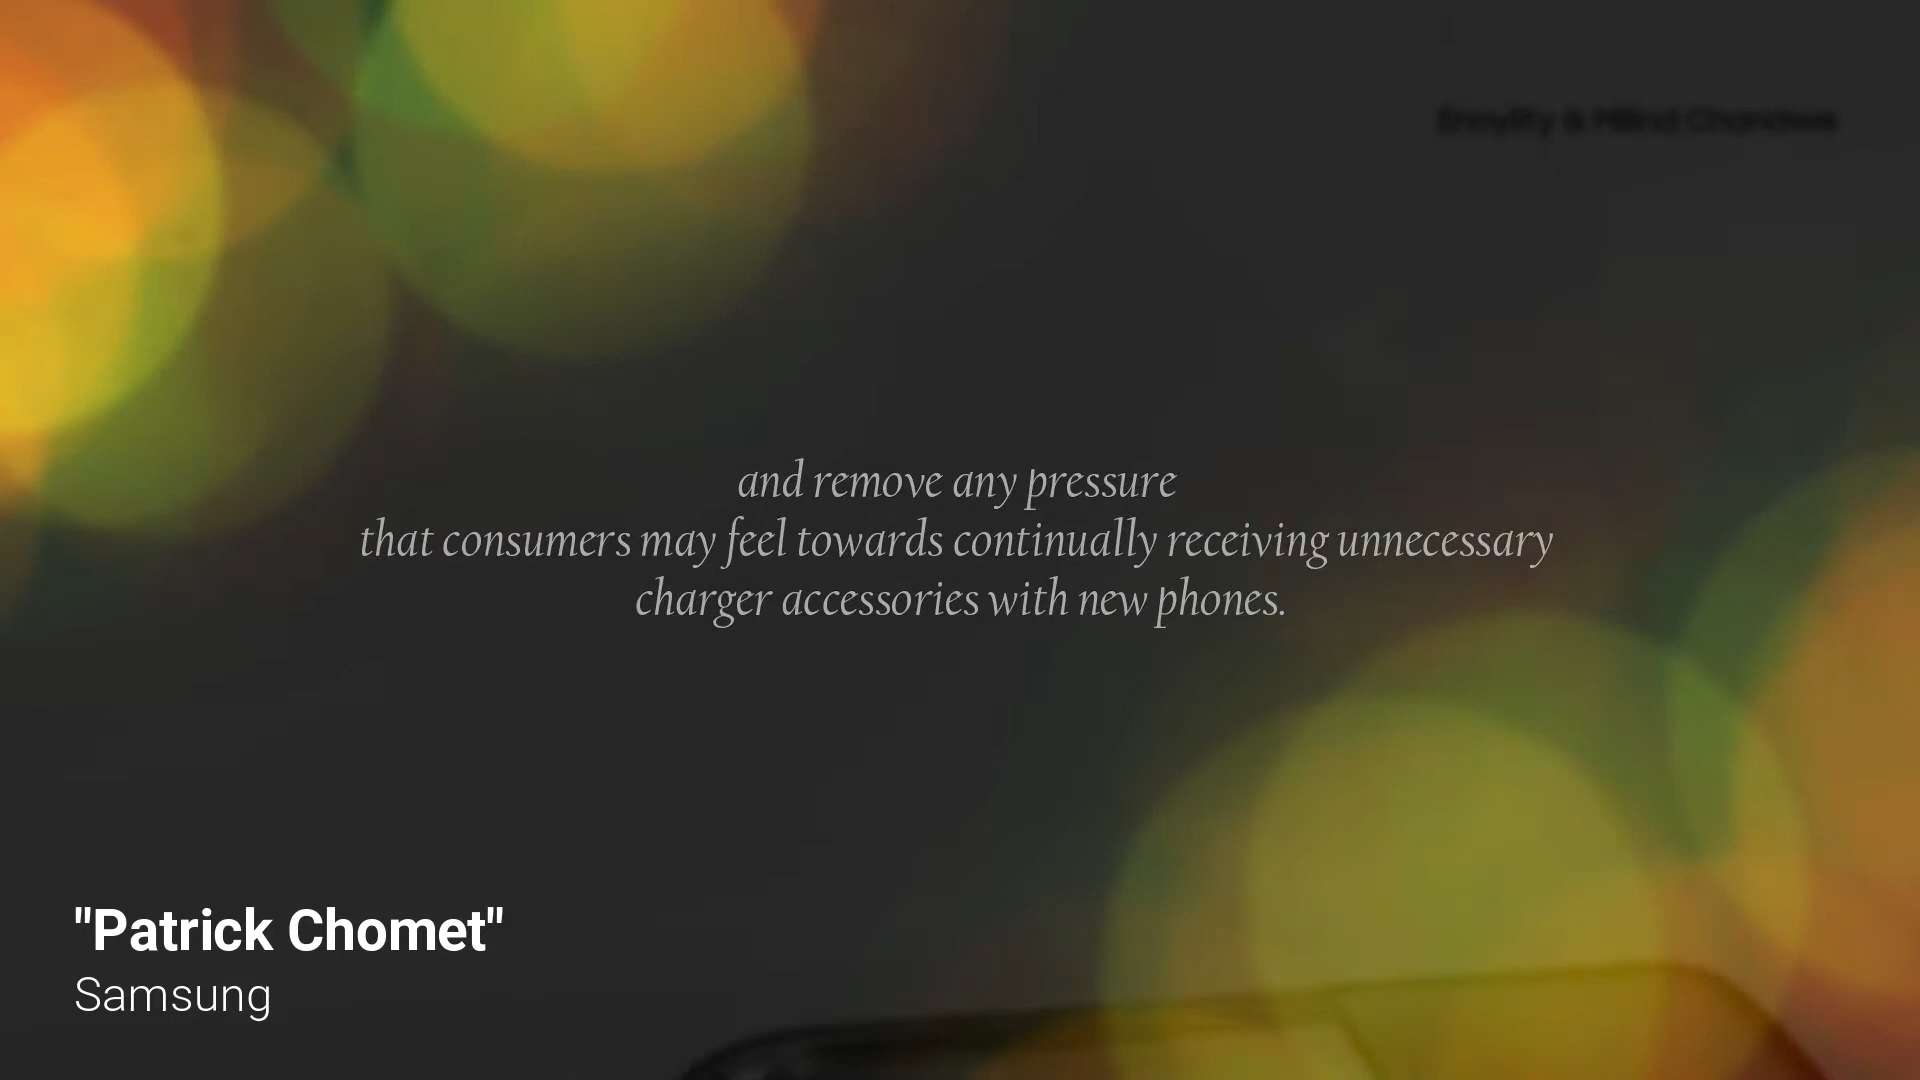 and remove any pressure
that consumers may feel towards continually receiving unnecessary
charger accessories with new phones.
"Patrick Chomet"
Samsung